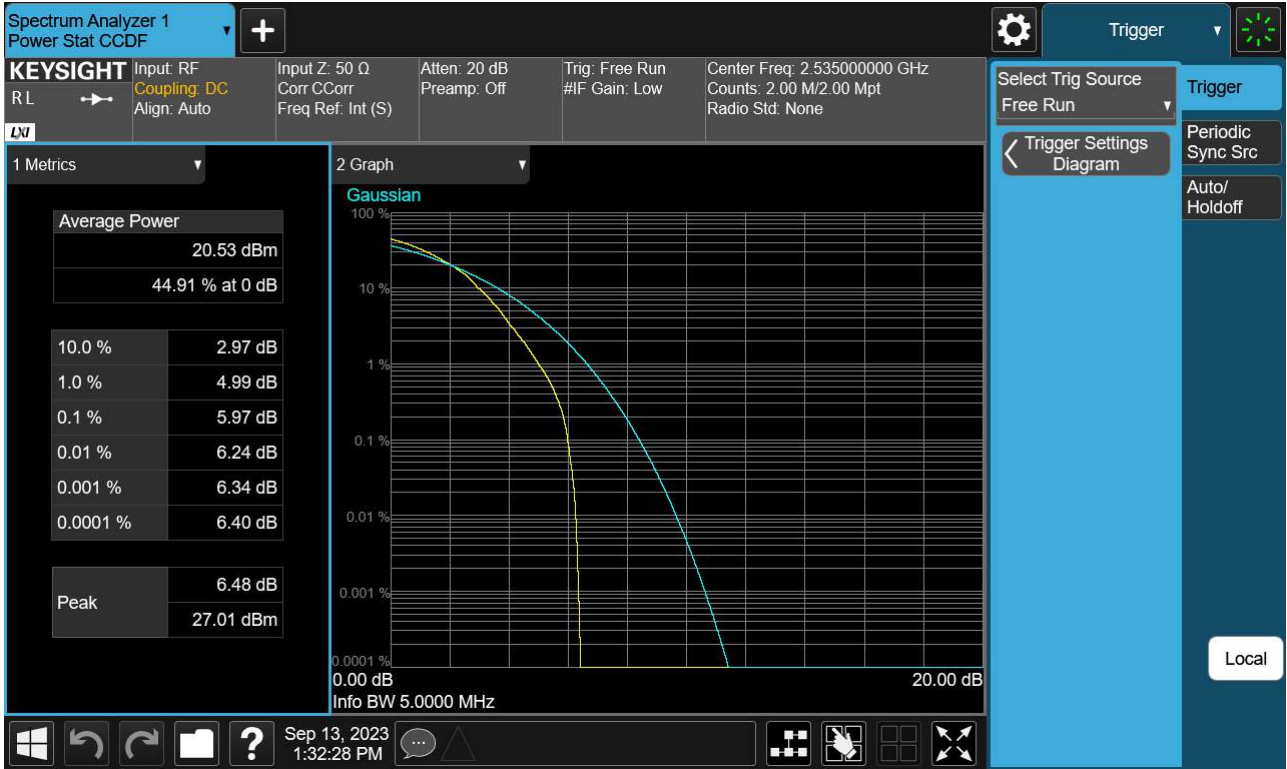 Spectrum Analyzer 1
Power Stat CCDF
Trigger
KEYSIGHT
RL
LXI
Input: RF
Coupling: DC
Align: Auto
Input Z: 50 Ω
Corr CCorr
Freq Ref: Int (S)
Atten: 20 dB
Preamp: Off
Trig: Free Run
#IF Gain: Low
Center Freq: 2.535000000 GHz
Counts: 2.00 M/2.00 Mpt
Radio Std: None
Select Trig Source
Free Run
Trigger Settings
Diagram
Trigger
Periodic
Sync Src
Auto/
Holdoff
1 Metrics
Average Power
20.53 dBm
44.91 % at 0 dB
10.0 % 2.97 dB
1.0 % 4.99 dB
0.1 % 5.97 dB
0.01 % 6.24 dB
0.001 % 6.34 dB
0.0001 % 6.40 dB
Peak
6.48 dB
27.01 dBm
2 Graph
Gaussian
100 %
10 %
1 %
0.1 %
0.01 %
0.001 %
0.0001 %
0.00 dB 20.00 dB
Info BW 5.0000 MHz
Local
?
Sep 13, 2023
1:32:28 PM